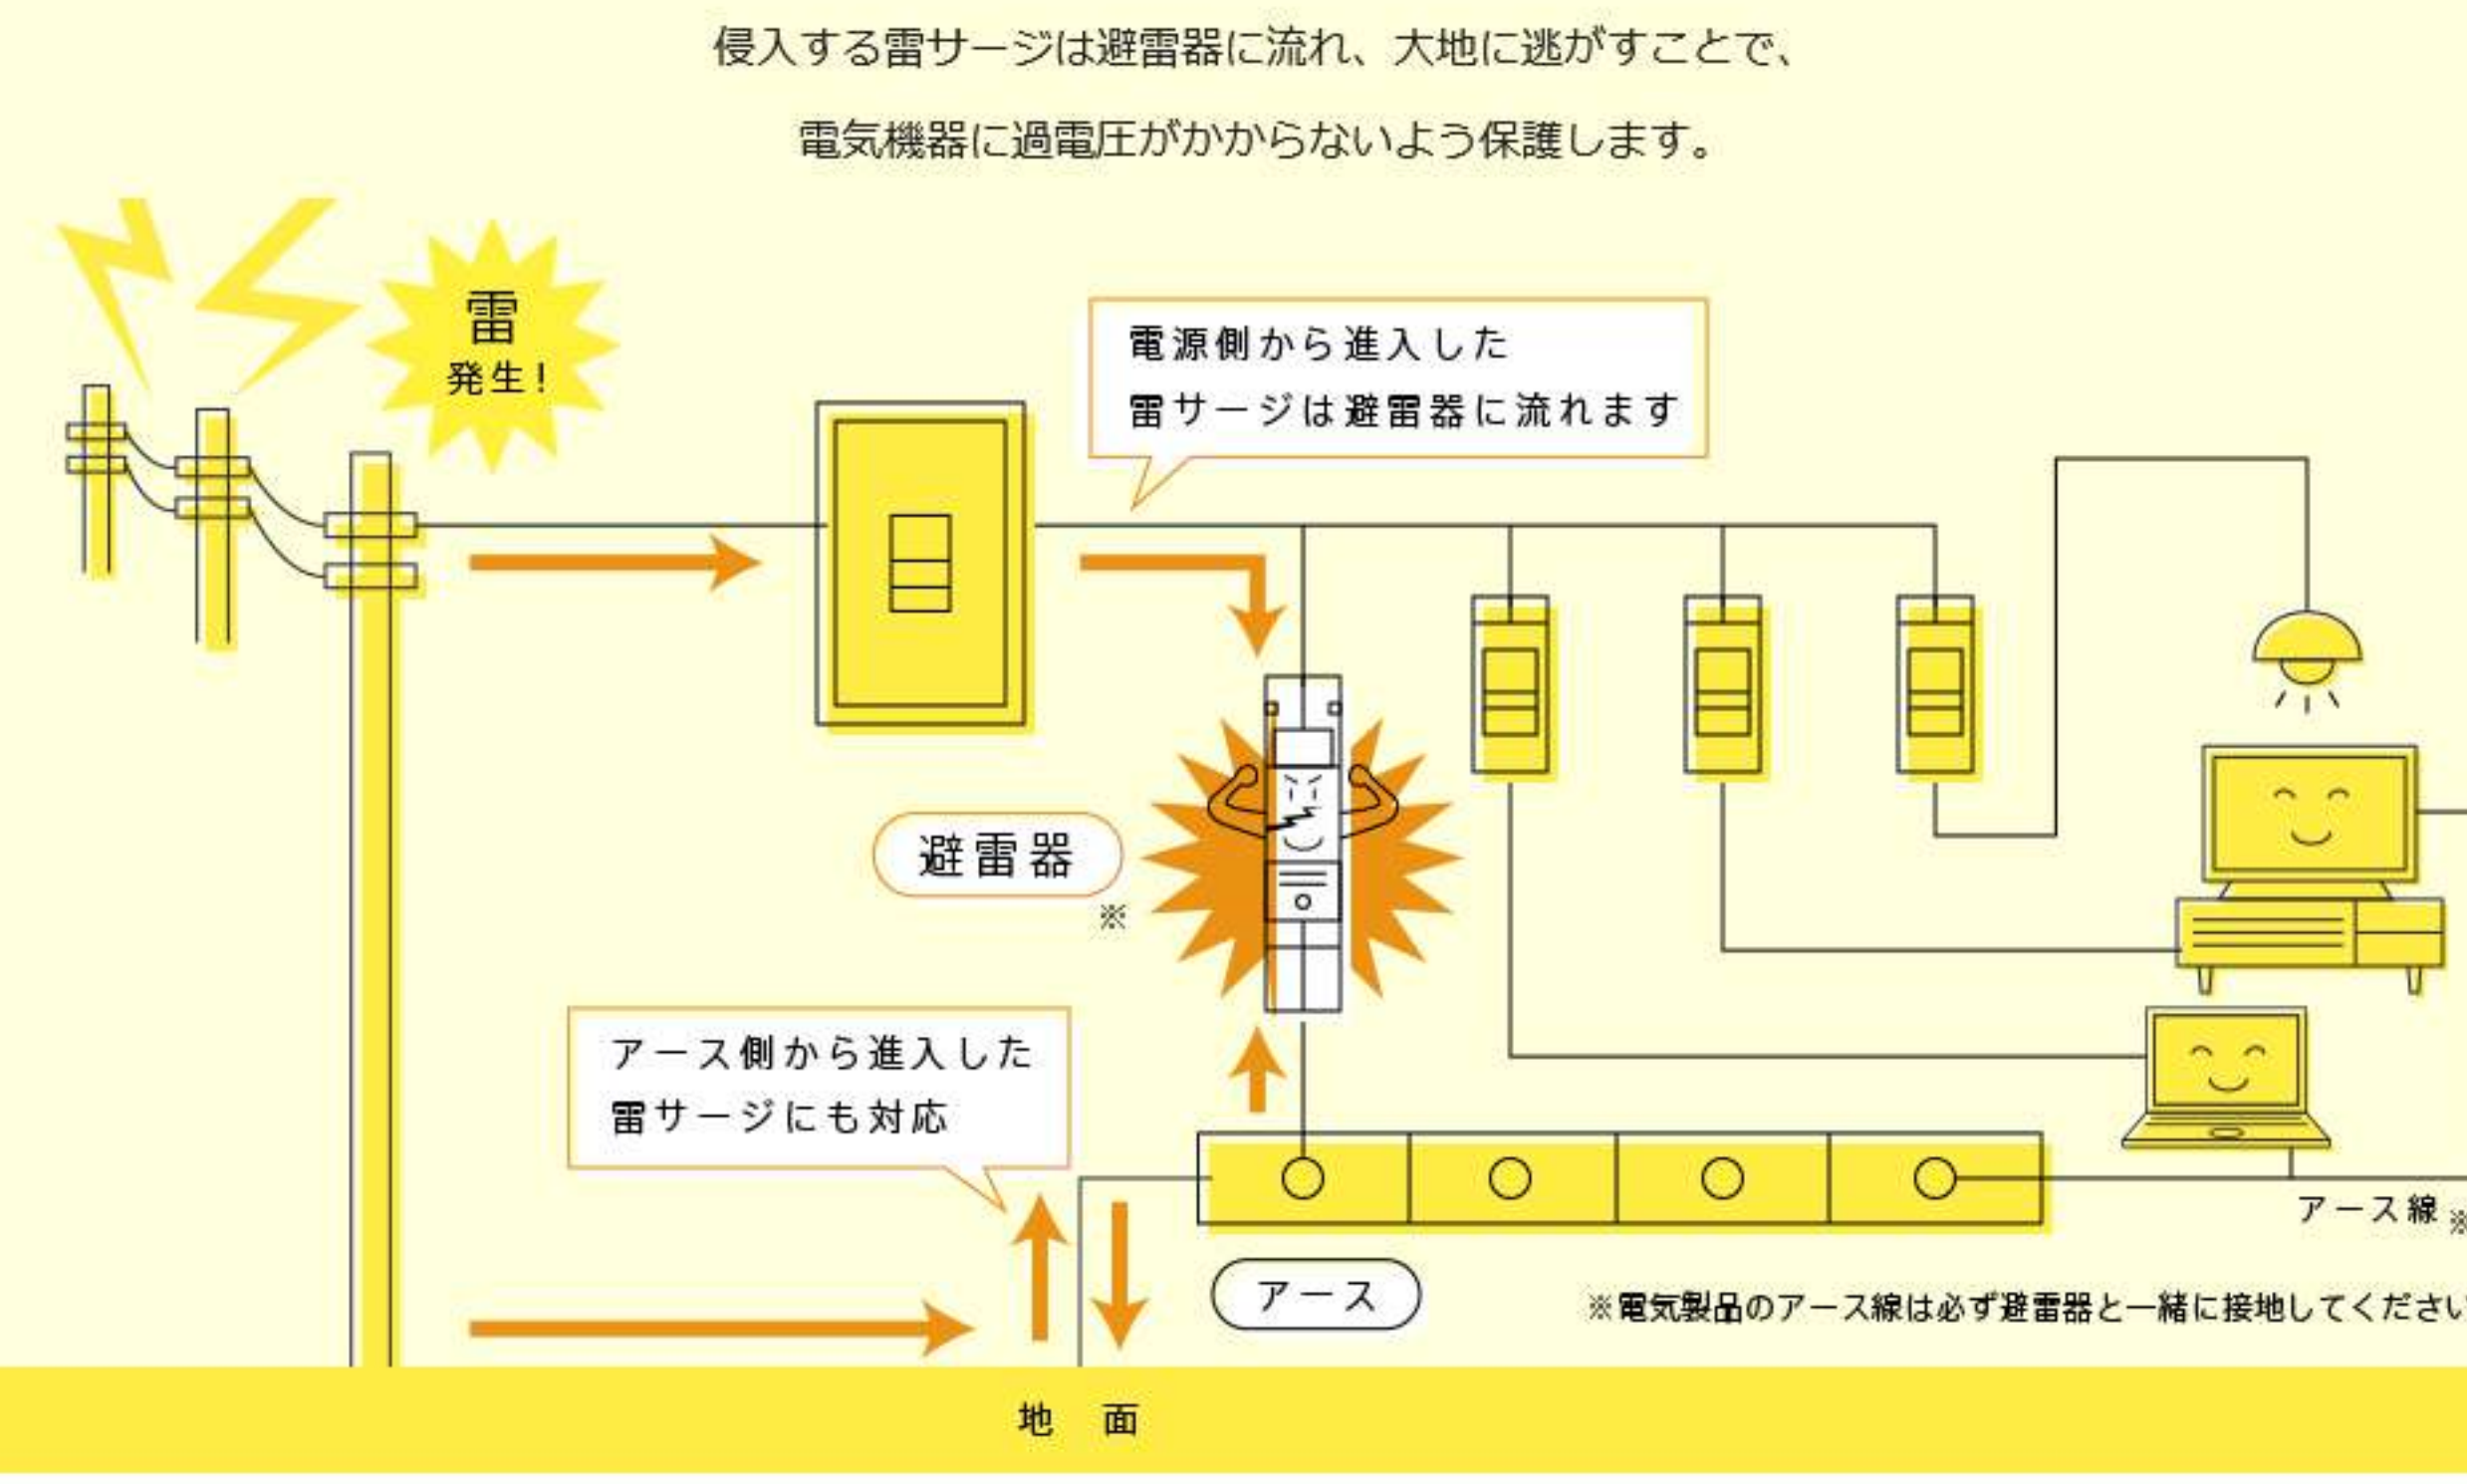 侵入する雷サージは避雷器に流れ、大地に逃がすことで、
電気機器に過電圧がかからないよう保護します。
雷
発生!
電源側から進入した
雷サージは避雷器に流れます
避雷器
※
アース側から進入した
雷サージにも対応
アース線 ※
アース
※電気製品のアース線は必ず避雷器と一緒に接地してください
地 面